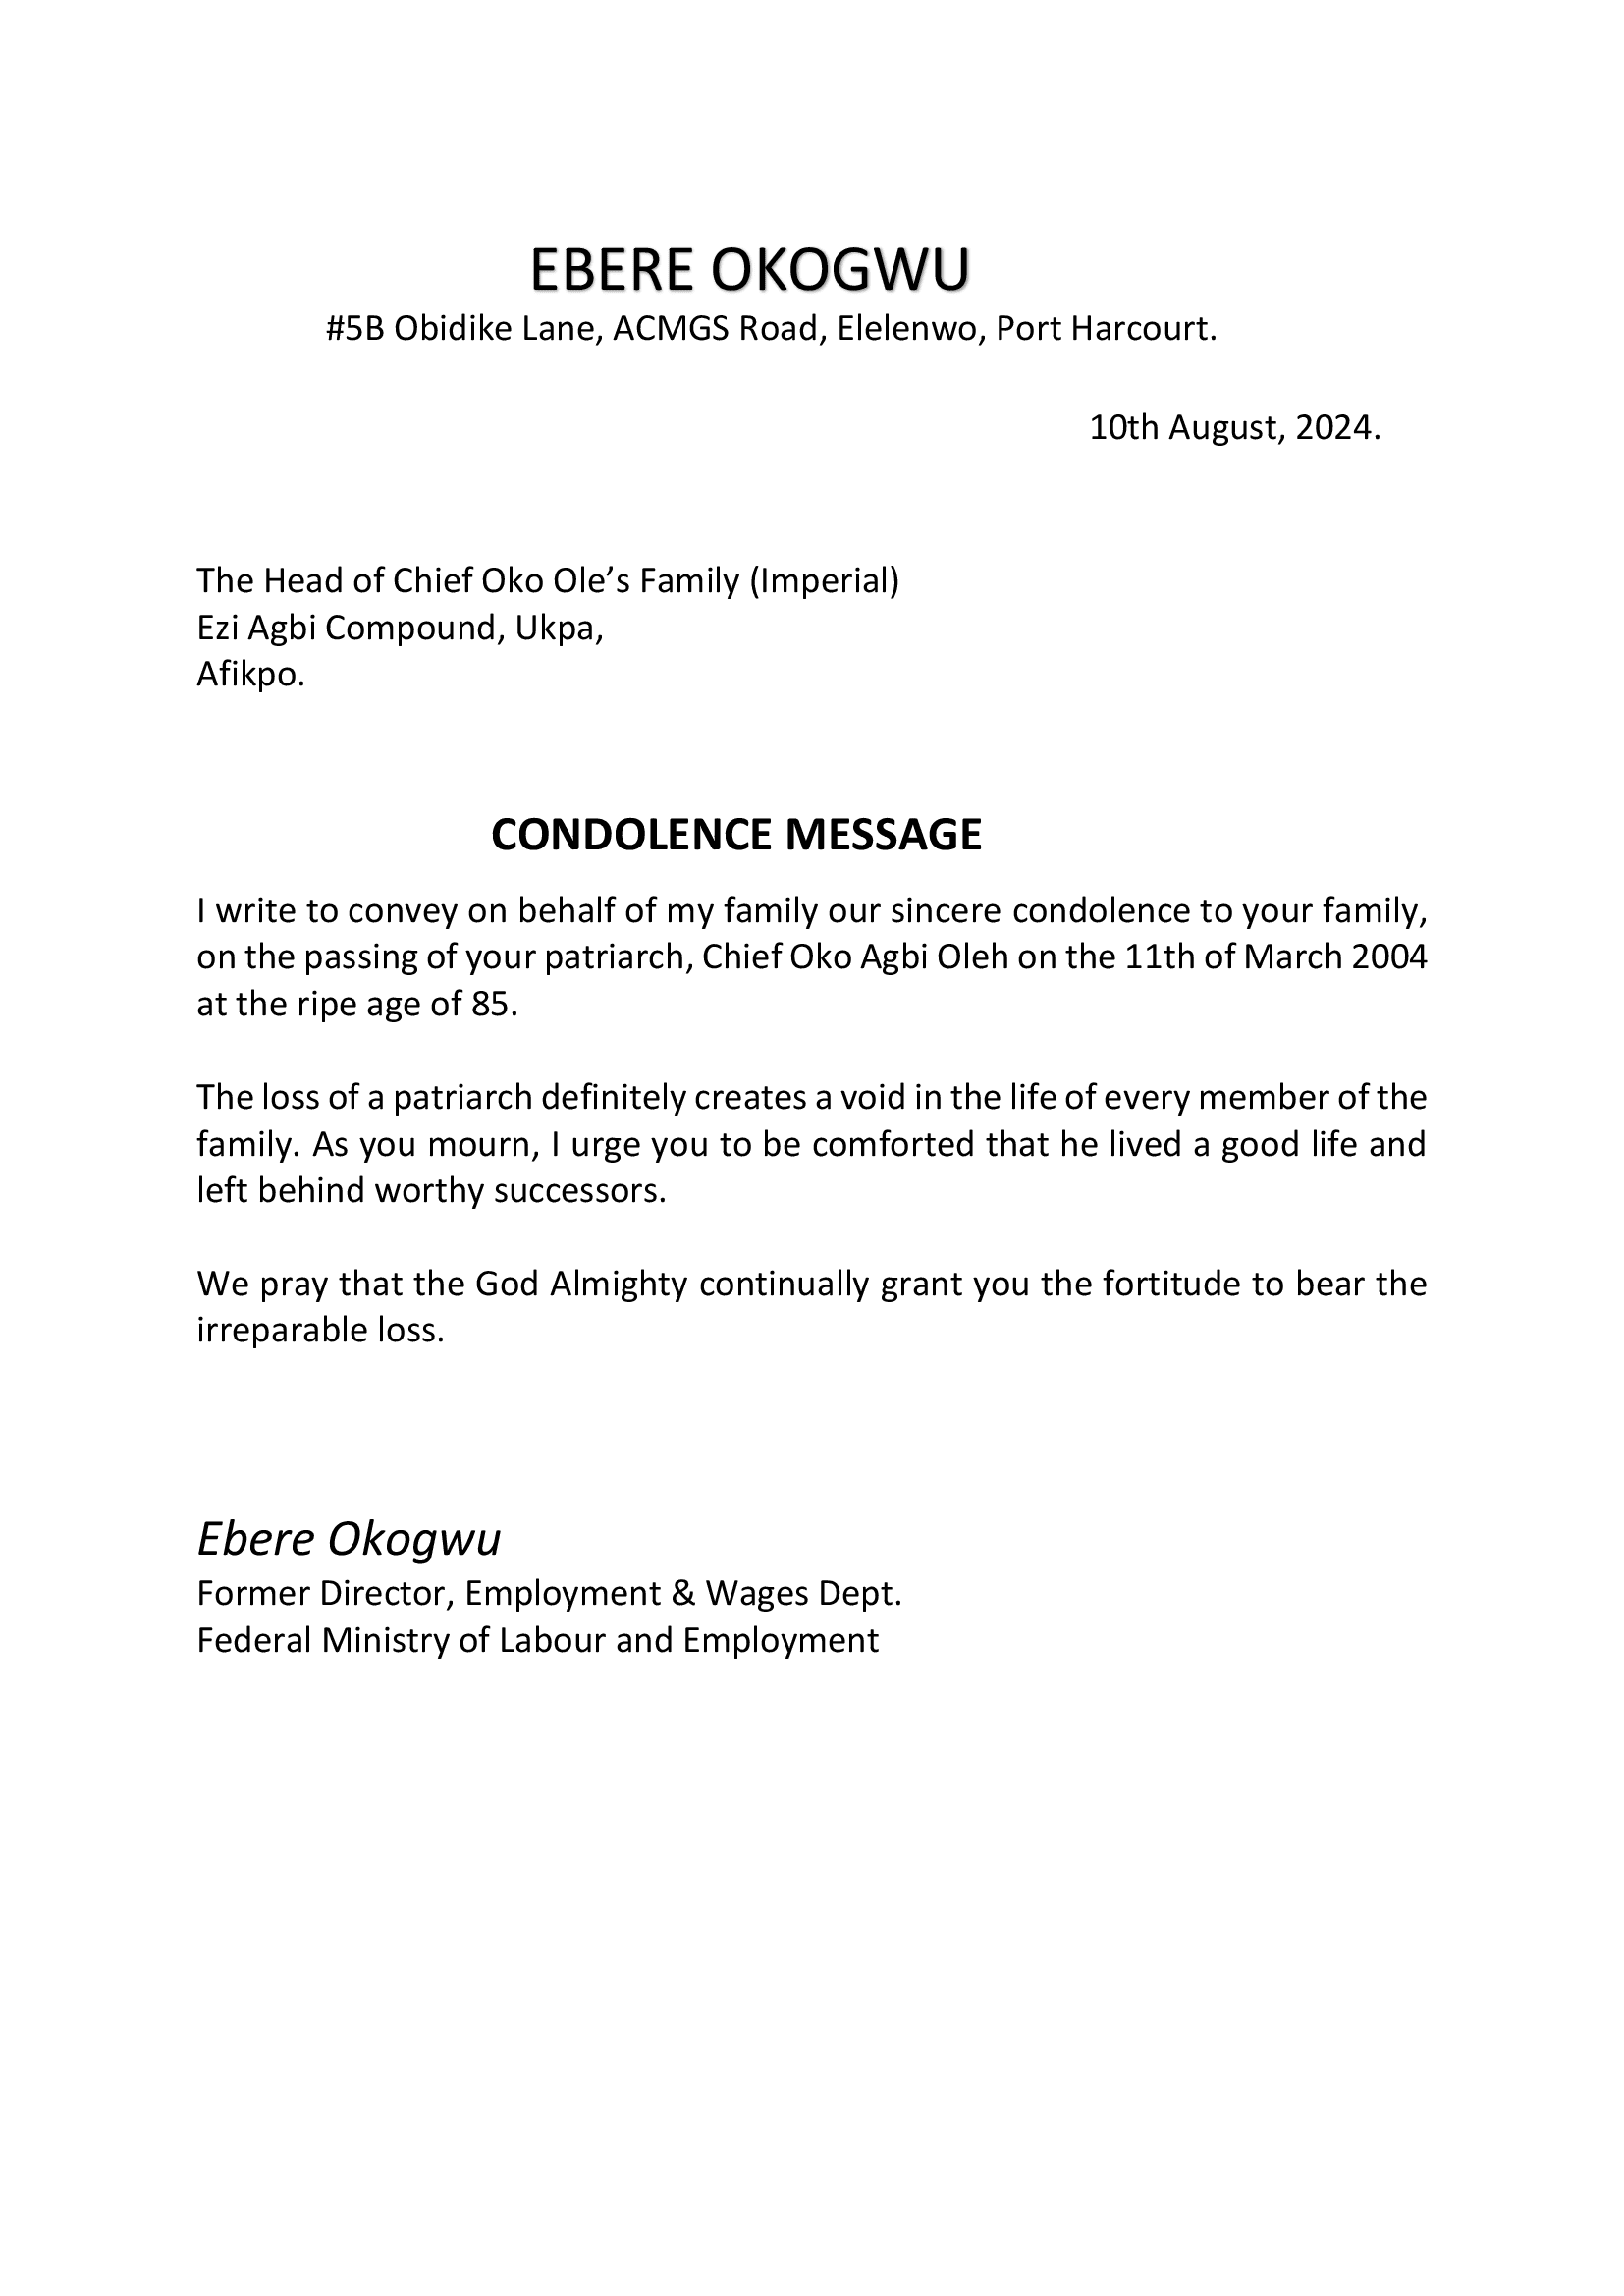 EBERE OKOGWU
#5B Obidike Lane, ACMGS Road, Elelenwo, Port Harcourt.
10th August, 2024.
The Head of Chief Oko Ole’s Family (Imperial)
Ezi Agbi Compound, Ukpa,
Afikpo.
CONDOLENCE MESSAGE
I write to convey on behalf of my family our sincere condolence to your family,
on the passing of your patriarch, Chief Oko Agbi Oleh on the 11th of March 2004
at the ripe age of 85.
The loss of a patriarch definitely creates a void in the life of every member of the
family. As you mourn, I urge you to be comforted that he lived a good life and
left behind worthy successors.
We pray that the God Almighty continually grant you the fortitude to bear the
irreparable loss.
Ebere Okogwu
Former Director, Employment & Wages Dept.
Federal Ministry of Labour and Employment